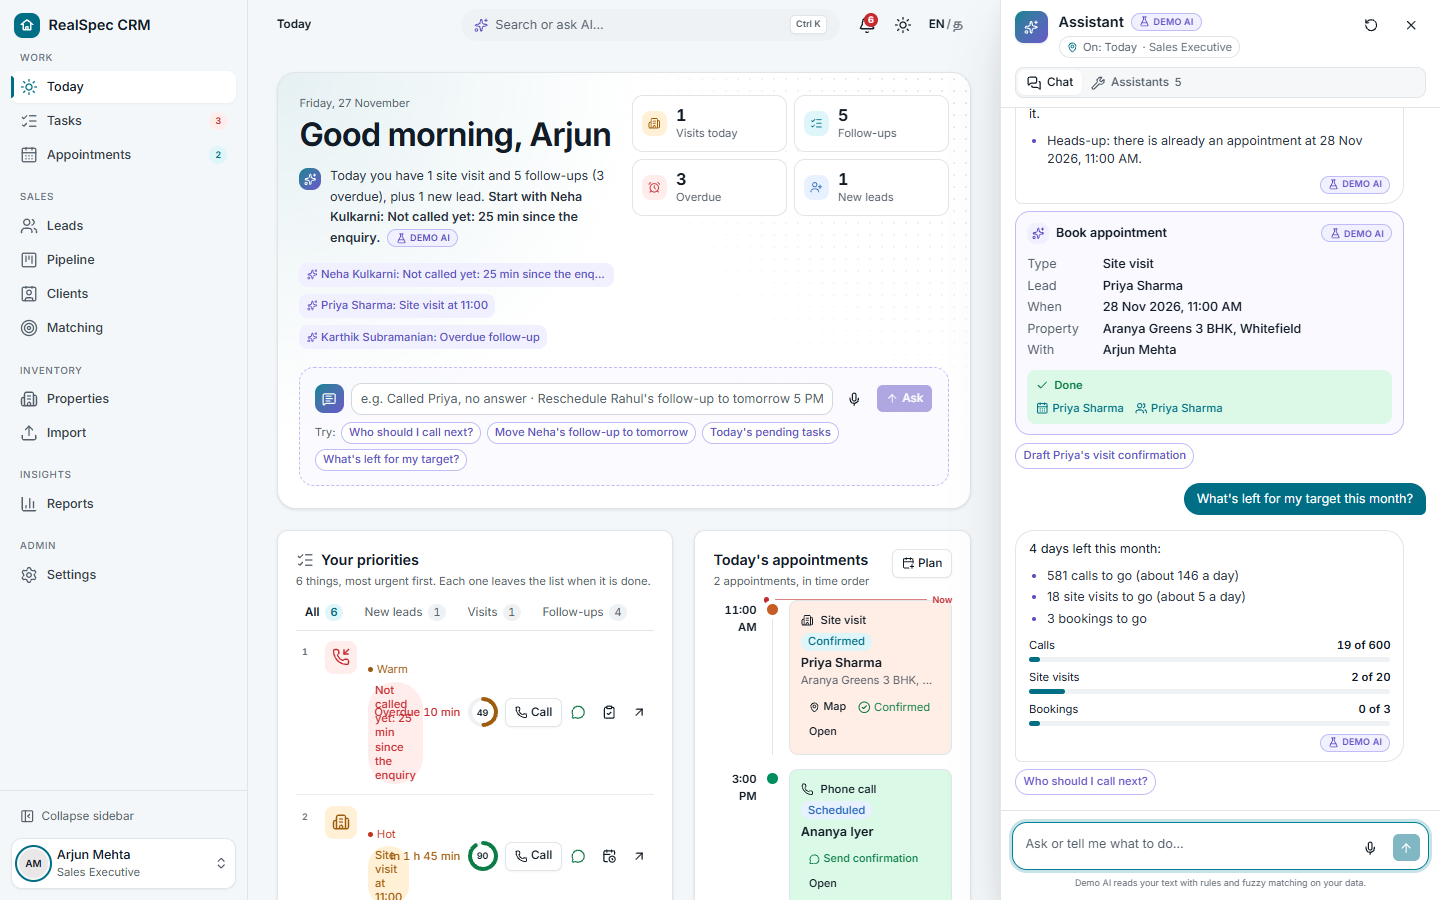 RealSpec CRM
WORK
Today
Tasks
3
Appointments
2
SALES
Leads
Pipeline
Clients
Matching
INVENTORY
Properties
Import
INSIGHTS
Reports
ADMIN
Settings
Collapse sidebar
AM
Arjun Mehta
Sales Executive
Today
Search or ask AI...
Ctrl K
6
EN / த
Friday, 27 November
Good morning, Arjun
Today you have 1 site visit and 5 follow-ups (3
overdue), plus 1 new lead. Start with Neha
Kulkarni: Not called yet: 25 min since the
enquiry.
DEMO AI
Neha Kulkarni: Not called yet: 25 min since the enq...
Priya Sharma: Site visit at 11:00
Karthik Subramanian: Overdue follow-up
1
Visits today
5
Follow-ups
3
Overdue
1
New leads
e.g. Called Priya, no answer · Reschedule Rahul's follow-up to tomorrow 5 PM
Ask
Try:
Who should I call next?
Move Neha's follow-up to tomorrow
Today's pending tasks
What's left for my target?
Your priorities
6 things, most urgent first. Each one leaves the list when it is done.
All 6
New leads 1
Visits 1
Follow-ups 4
1
Warm
Not
called
yet: 25
min
since
the
enquiry
Overdue 10 min
49
Call
2
Hot
Site
visit
at
11:00
In 1 h 45 min
90
Call
Today's appointments
2 appointments, in time order
Plan
Now
11:00
AM
Site visit
Confirmed
Priya Sharma
Aranya Greens 3 BHK, ...
Map
Confirmed
Open
3:00
PM
Phone call
Scheduled
Ananya Iyer
Send confirmation
Open
Assistant
DEMO AI
On: Today · Sales Executive
Chat
Assistants 5
it.
Heads-up: there is already an appointment at 28 Nov
2026, 11:00 AM.
DEMO AI
Book appointment
DEMO AI
Type Site visit
Lead Priya Sharma
When 28 Nov 2026, 11:00 AM
Property Aranya Greens 3 BHK, Whitefield
With Arjun Mehta
Done
Priya Sharma
Priya Sharma
Draft Priya's visit confirmation
What's left for my target this month?
4 days left this month:
581 calls to go (about 146 a day)
18 site visits to go (about 5 a day)
3 bookings to go
Calls 19 of 600
Site visits 2 of 20
Bookings 0 of 3
DEMO AI
Who should I call next?
Ask or tell me what to do...
Demo AI reads your text with rules and fuzzy matching on your data.